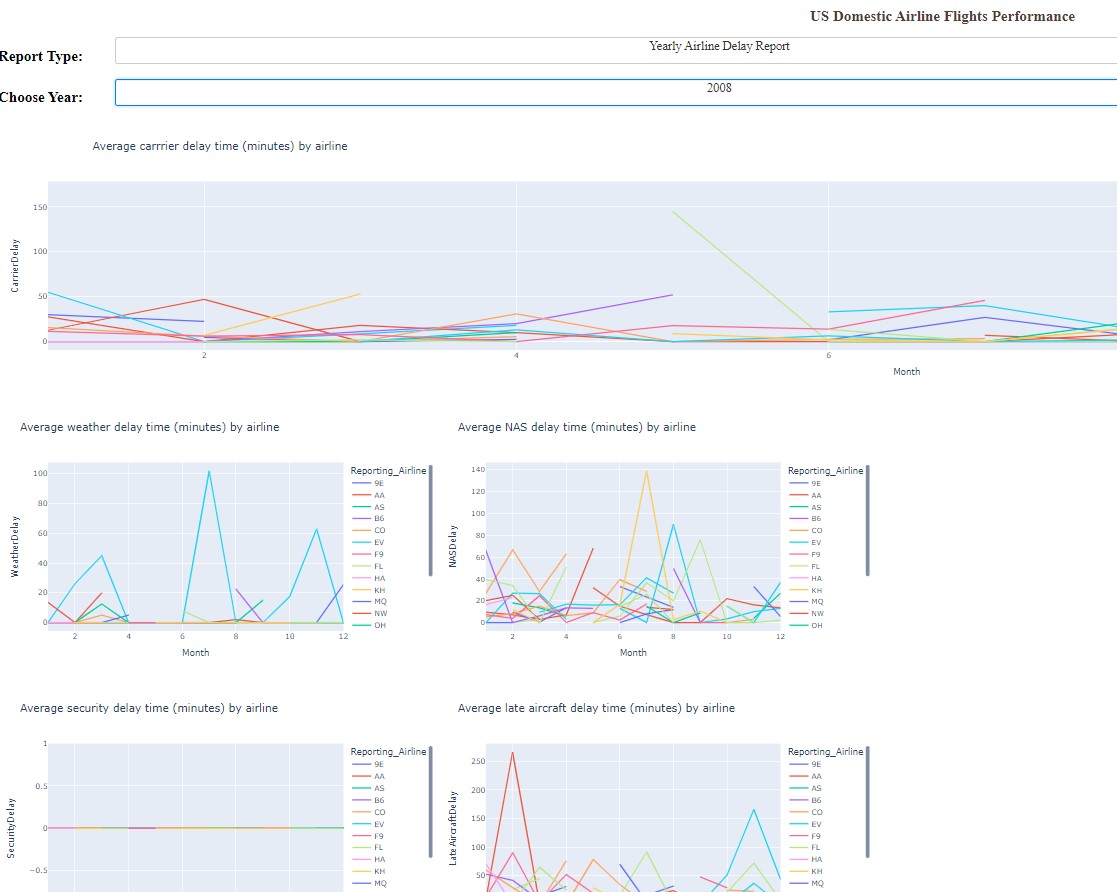 US Domestic Airline Flights Performance
Report Type:
Yearly Airline Delay Report
Choose Year:
2008
Average carrrier delay time (minutes) by airline
CarrierDelay
150
100
50
0
2
4
6
Month
Average weather delay time (minutes) by airline
WeatherDelay
100
80
60
40
20
0
2
4
6
8
10
12
Month
Reporting_Airline
9E
AA
AS
B6
CO
EV
F9
FL
HA
KH
MQ
NW
OH
Average NAS delay time (minutes) by airline
NASDelay
140
120
100
80
60
40
20
0
2
4
6
8
10
12
Month
Reporting_Airline
9E
AA
AS
B6
CO
EV
F9
FL
HA
KH
MQ
NW
OH
Average security delay time (minutes) by airline
SecurityDelay
1
0.5
0
−0.5
Reporting_Airline
9E
AA
AS
B6
CO
EV
F9
FL
HA
KH
MQ
Average late aircraft delay time (minutes) by airline
LateAircraftDelay
250
200
150
100
50
Reporting_Airline
9E
AA
AS
B6
CO
EV
F9
FL
HA
KH
MQ